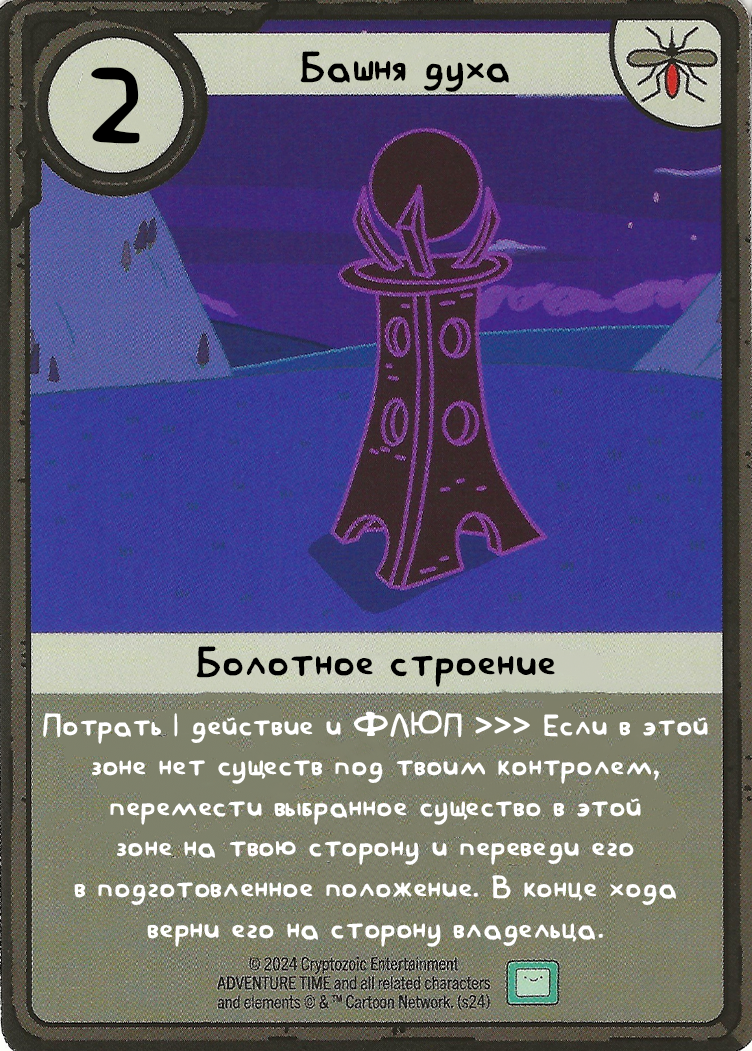 2
Башня духа
Болотное строение
Потрать 1 действие и ФЛЮП >>> Если в этой
зоне нет существ под твоим контролем,
перемести выбранное существо в этой
зоне на твою сторону и переведи его
в подготовленное положение. В конце хода
верни его на сторону владельца.
© 2024 Cryptozoic Entertainment
ADVENTURE TIME and all related characters
and elements © & ™ Cartoon Network. (s24)